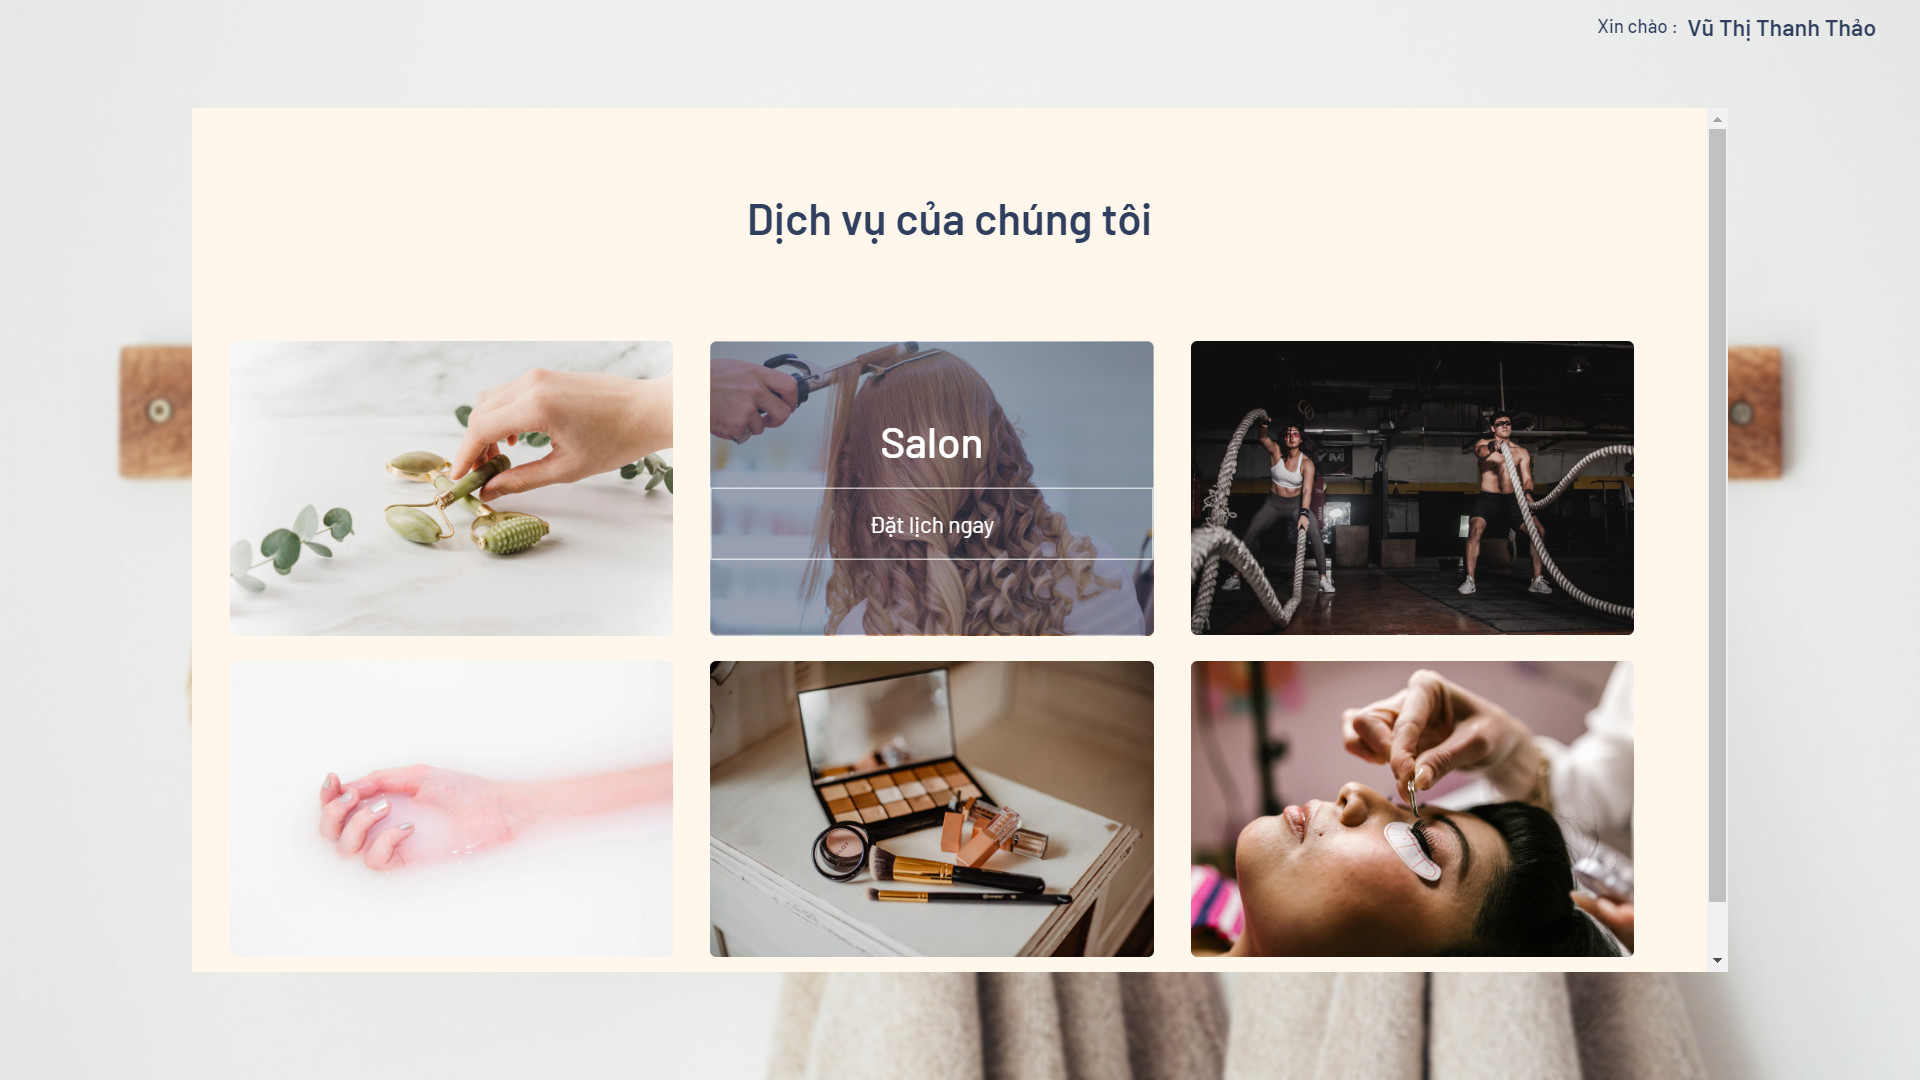 Xin chào : Vũ Thị Thanh Thảo
Dịch vụ của chúng tôi
Salon
Đặt lịch ngay